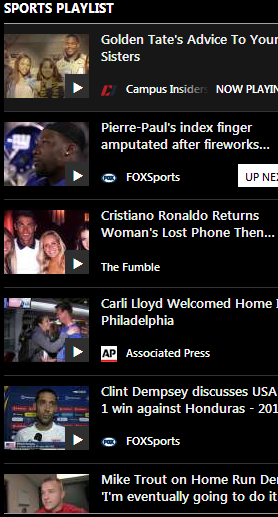 SPORTS PLAYLIST
Golden Tate's Advice To Your
Sisters
Campus Insiders
NOW PLAYIN
Pierre-Paul's index finger
amputated after fireworks...
FOX
FOXSports
UP NEX
Cristiano Ronaldo Returns
Woman's Lost Phone Then...
The Fumble
Carli Lloyd Welcomed Home I
Philadelphia
AP
Associated Press
Clint Dempsey discusses USA
1 win against Honduras - 201
FOX
FOXSports
Mike Trout on Home Run De
'I'm eventually going to do it